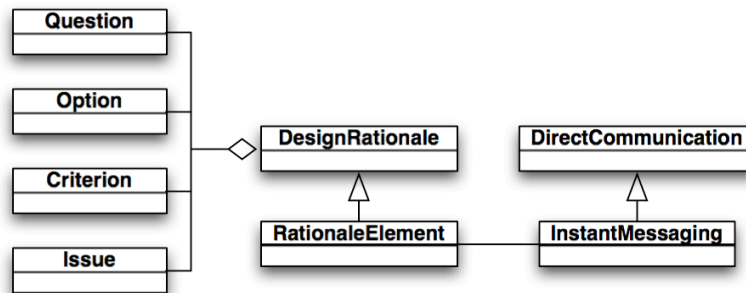 Question
Option
Criterion
Issue
DesignRationale
DirectCommunication
RationaleElement
InstantMessaging